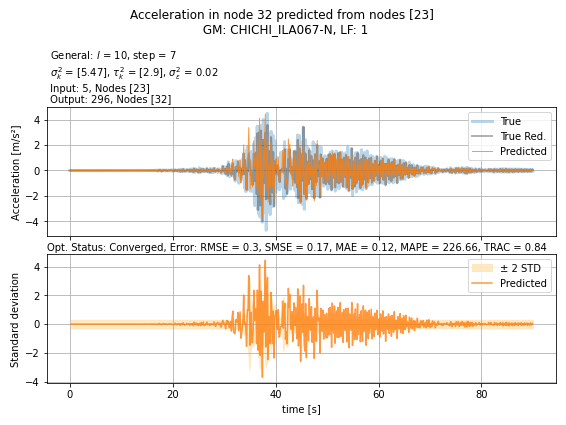 Acceleration in node 32 predicted from nodes [23]
GM: CHICHI_ILA067-N, LF: 1
General: l = 10, step = 7
σ²ₖ = [5.47], τ²ₖ = [2.9], σ²ε = 0.02
Input: 5, Nodes [23]
Output: 296, Nodes [32]
Acceleration [m/s²]
4
2
0
−2
−4
True
True Red.
Predicted
Opt. Status: Converged, Error: RMSE = 0.3, SMSE = 0.17, MAE = 0.12, MAPE = 226.66, TRAC = 0.84
Standard deviation
4
2
0
−2
−4
± 2 STD
Predicted
0 20 40 60 80
time [s]